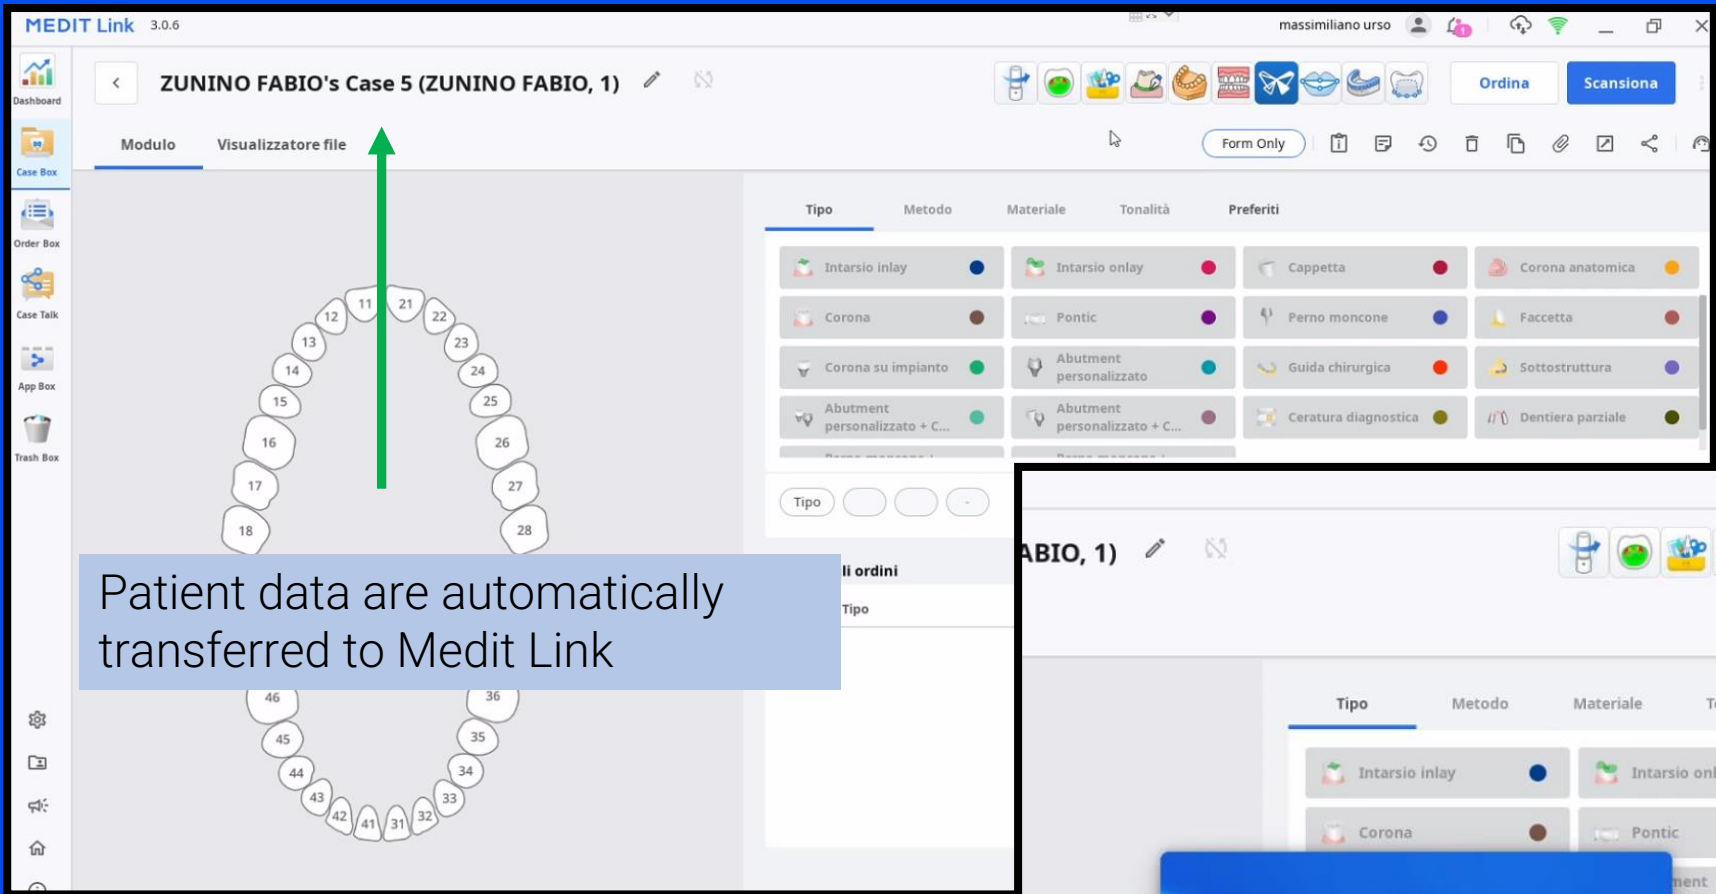 MEDIT Link 3.0.6
massimiliano urso
1
Dashboard
Case Box
Order Box
Case Talk
App Box
Trash Box
ZUNINO FABIO's Case 5 (ZUNINO FABIO, 1)
Ordina
Scansiona
Modulo Visualizzatore file
Form Only
Tipo Metodo Materiale Tonalità Preferiti
Intarsio inlay Intarsio onlay Cappetta Corona anatomica
Corona Pontic Perno moncone Faccetta
Corona su impianto Abutment personalizzato Guida chirurgica Sottostruttura
Abutment personalizzato + C... Abutment personalizzato + C... Ceratura diagnostica Dentiera parziale
Perno moncone + Perno moncone +
Tipo -
li ordini
Tipo
11 21
12 22
13 23
14 24
15 25
16 26
17 27
18 28
Patient data are automatically
transferred to Medit Link
46 36
45 35
44 34
43 33
42 41 31 32
ABIO, 1)
Tipo Metodo Materiale
Intarsio inlay Intarsio onl
Corona Pontic
ment